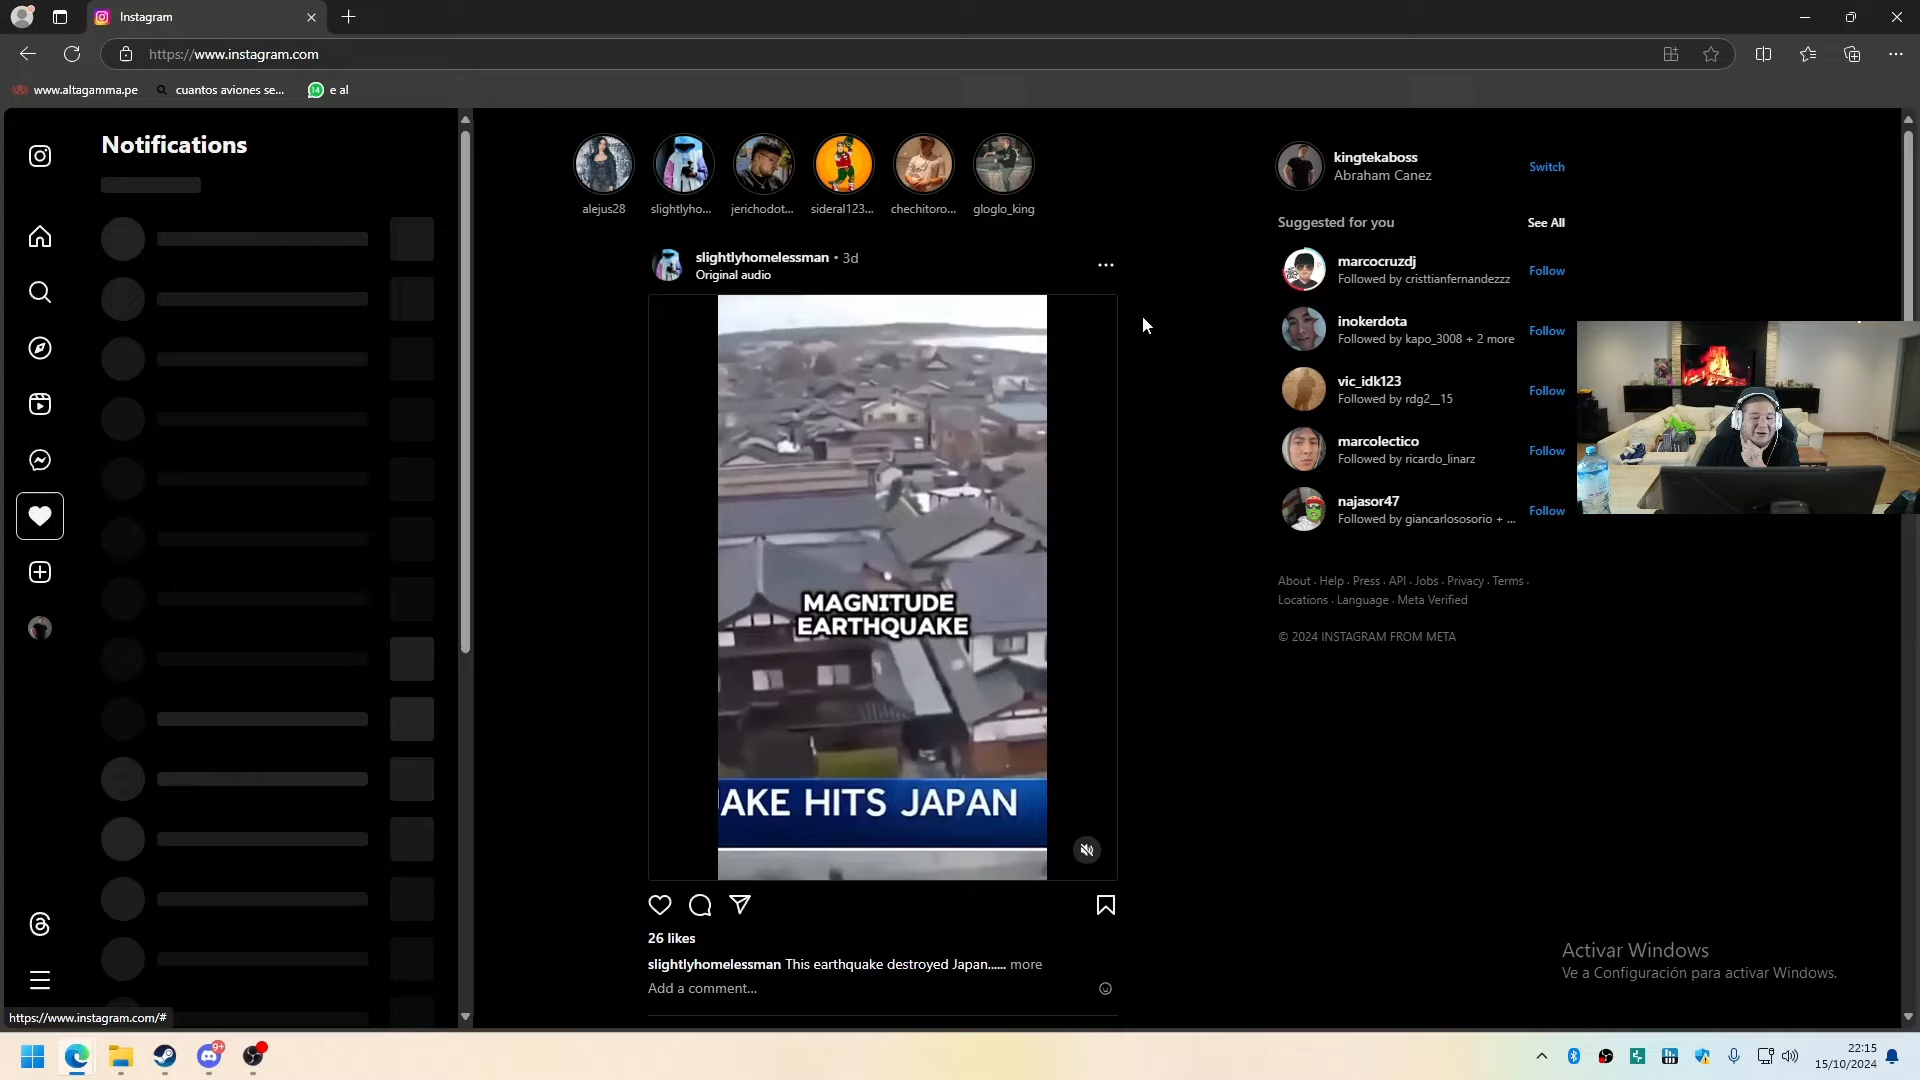 Instagram
https://www.instagram.com
www.altagamma.pe
cuantos aviones se...
14
e al
Notifications
alejus28
slightlyho...
jerichodot...
sideral123...
chechitoro...
gloglo_king
slightlyhomelessman • 3d
Original audio
MAGNITUDE
EARTHQUAKE
AKE HITS JAPAN
26 likes
slightlyhomelessman This earthquake destroyed Japan...... more
Add a comment...
kingtekaboss
Abraham Canez
Switch
Suggested for you
See All
marcocruzdj
Followed by cristtianfernandezzz
Follow
inokerdota
Followed by kapo_3008 + 2 more
Follow
vic_idk123
Followed by rdg2__15
Follow
marcolectico
Followed by ricardo_linarz
Follow
najasor47
Followed by giancarlososorio + ...
Follow
About · Help · Press · API · Jobs · Privacy · Terms ·
Locations · Language · Meta Verified
© 2024 INSTAGRAM FROM META
Activar Windows
Ve a Configuración para activar Windows.
https://www.instagram.com/#
9+
22:15
15/10/2024